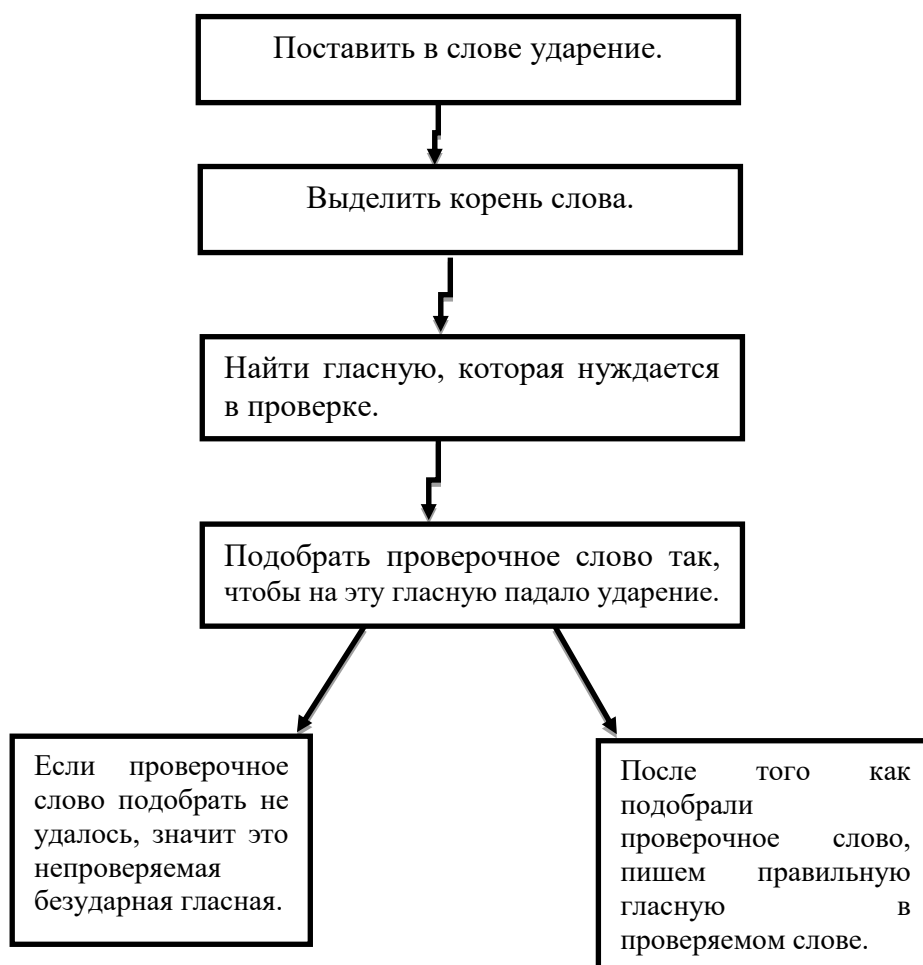 Поставить в слове ударение.
Выделить корень слова.
Найти гласную, которая нуждается
в проверке.
Подобрать проверочное слово так,
чтобы на эту гласную падало ударение.
Если проверочное
слово подобрать не
удалось, значит это
непроверяемая
безударная гласная.
После того как
подобрали
проверочное слово,
пишем правильную
гласную в
проверяемом слове.